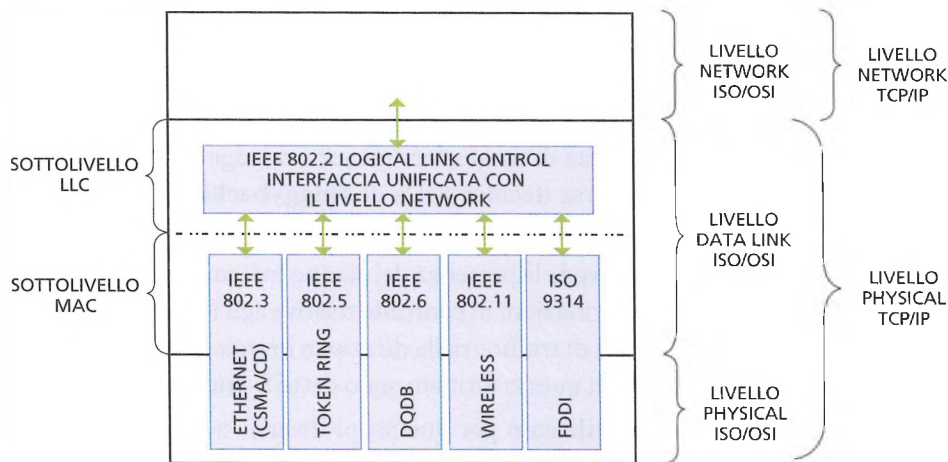 LIVELLO
NETWORK
ISO/OSI
LIVELLO
NETWORK
TCP/IP
SOTTOLIVELLO
LLC
IEEE 802.2 LOGICAL LINK CONTROL
INTERFACCIA UNIFICATA CON
IL LIVELLO NETWORK
LIVELLO
DATA LINK
ISO/OSI
SOTTOLIVELLO
MAC
IEEE
802.3
ETHERNET
(CSMA/CD)
IEEE
802.5
TOKEN RING
IEEE
802.6
DQDB
IEEE
802.11
WIRELESS
ISO
9314
FDDI
LIVELLO
PHYSICAL
TCP/IP
LIVELLO
PHYSICAL
ISO/OSI